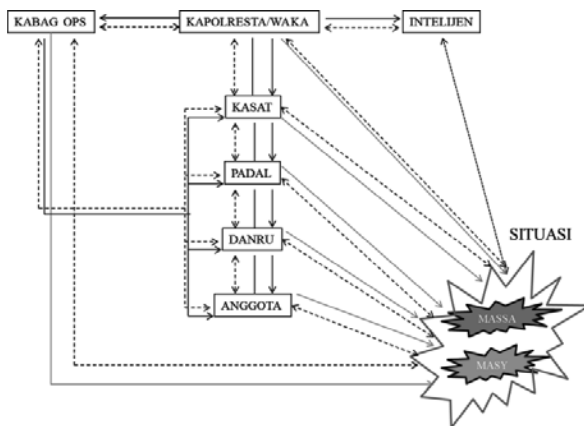 KABAG OPS
KAPOLRESTA/WAKA
INTELIJEN
KASAT
PADAL
DANRU
ANGGOTA
SITUASI
MASSA
MASY